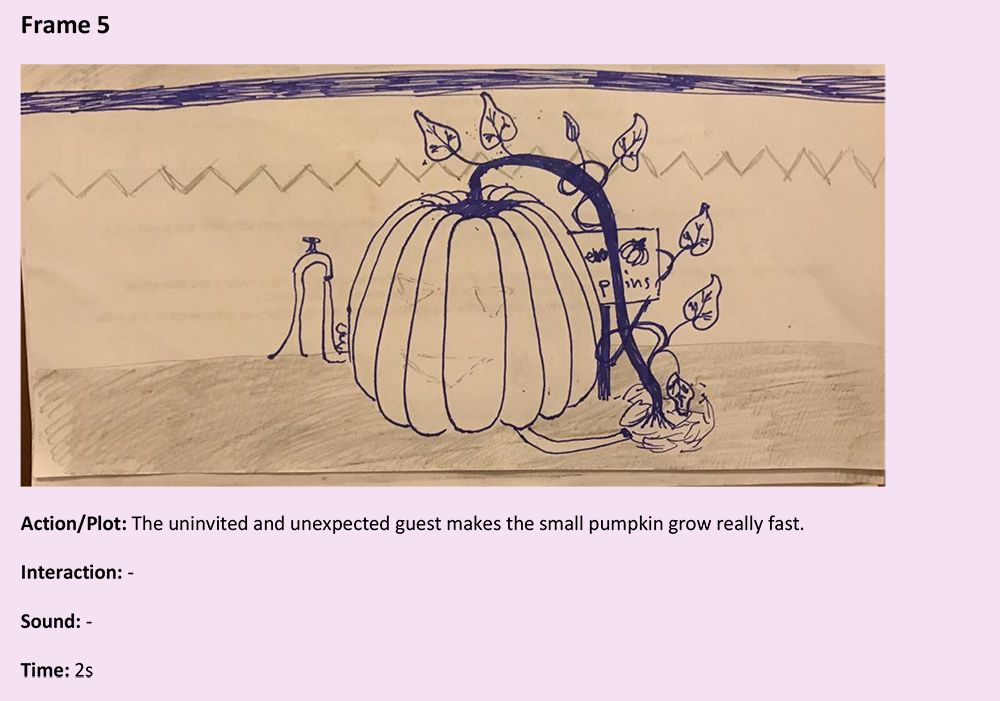 Frame 5
p ins
Action/Plot: The uninvited and unexpected guest makes the small pumpkin grow really fast.
Interaction: -
Sound: -
Time: 2s